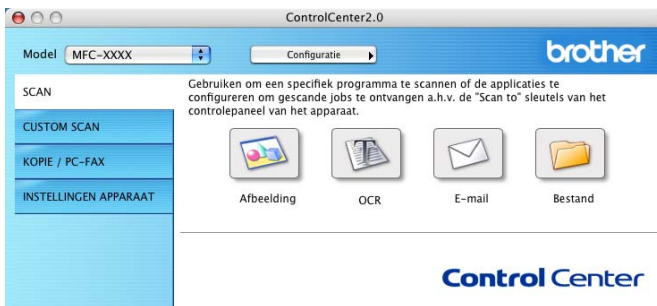 ControlCenter2.0
Model MFC-XXXX Configuratie brother
SCAN
CUSTOM SCAN
KOPIE / PC-FAX
INSTELLINGEN APPARAAT
Gebruiken om een specifiek programma te scannen of de applicaties te
configureren om gescande jobs te ontvangen a.h.v. de "Scan to" sleutels van het
controlepaneel van het apparaat.
Afbeelding OCR E-mail Bestand
Control Center